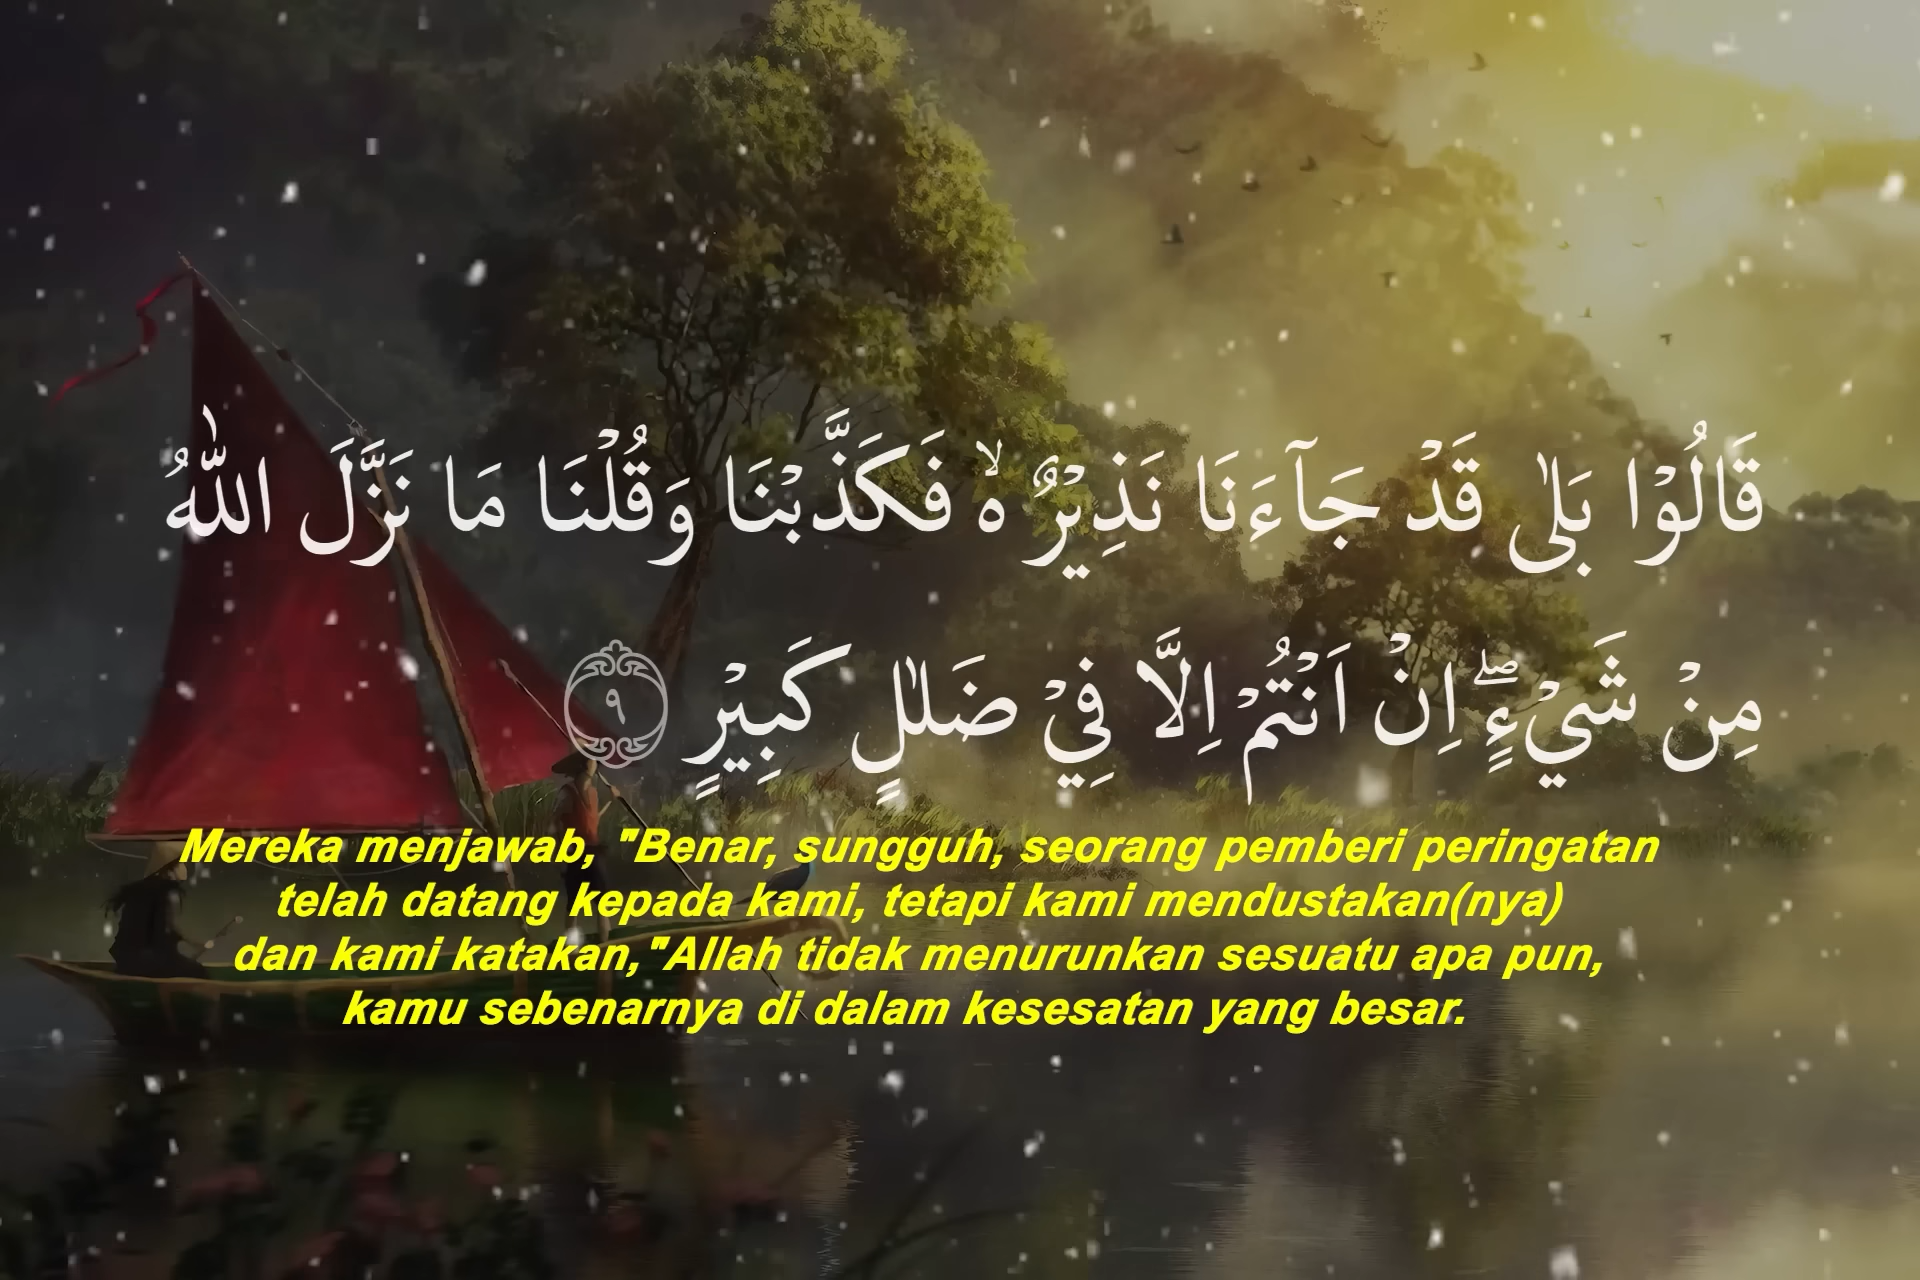 قَالُوْا بَلٰى قَدْ جَاۤءَنَا نَذِيْرٌ ەۙ فَكَذَّبْنَا وَقُلْنَا مَا نَزَّلَ اللّٰهُ
مِنْ شَيْءٍۖ اِنْ اَنْتُمْ اِلَّا فِيْ ضَلٰلٍ كَبِيْرٍ ٩
Mereka menjawab, "Benar, sungguh, seorang pemberi peringatan
telah datang kepada kami, tetapi kami mendustakan(nya)
dan kami katakan,"Allah tidak menurunkan sesuatu apa pun,
kamu sebenarnya di dalam kesesatan yang besar.